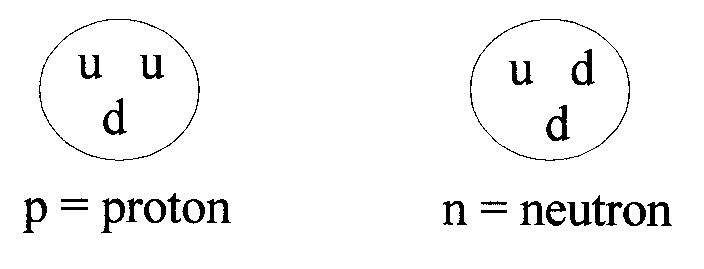 u u
d
p = proton
u d
d
n = neutron